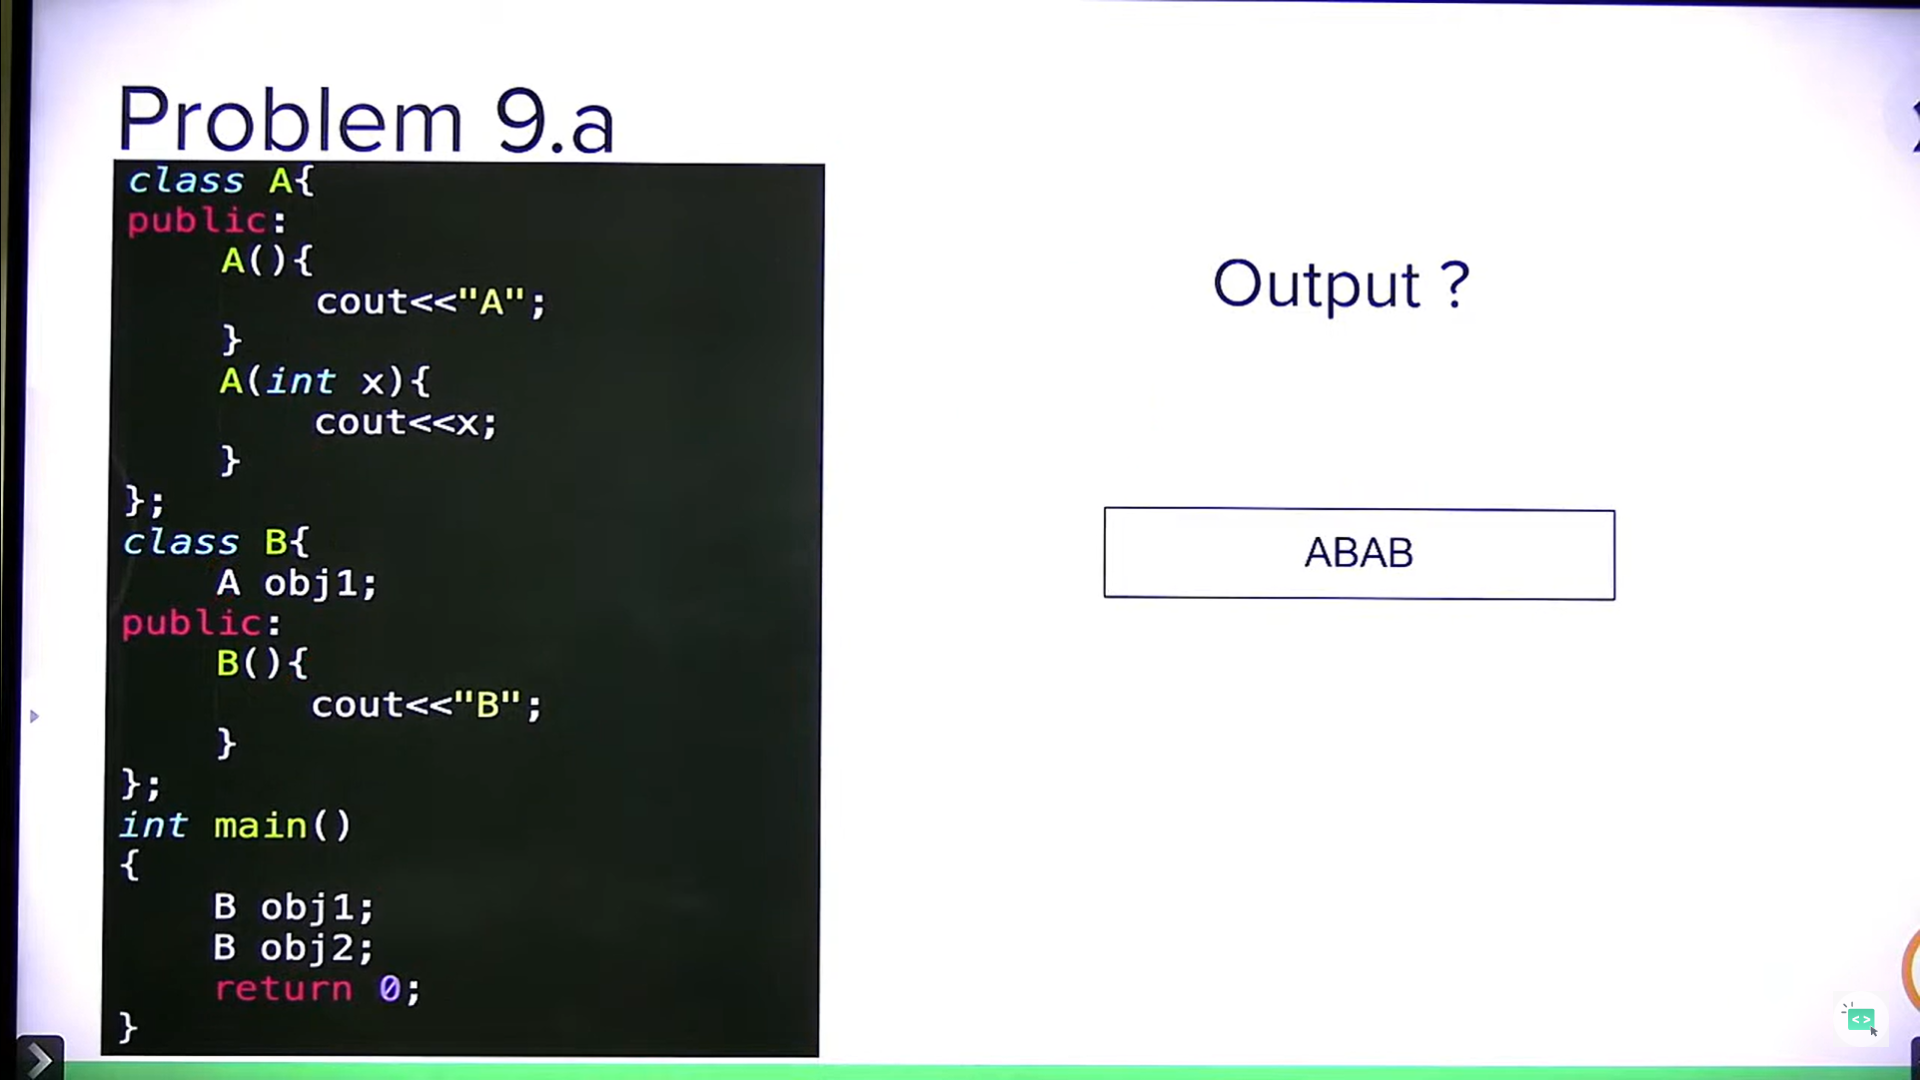 Problem 9.a
class A{
public:
A(){
cout<<"A";
}
A(int x){
cout<<x;
}
};
class B{
A obj1;
public:
B(){
cout<<"B";
}
};
int main()
{
B obj1;
B obj2;
return 0;
}
Output ?
ABAB